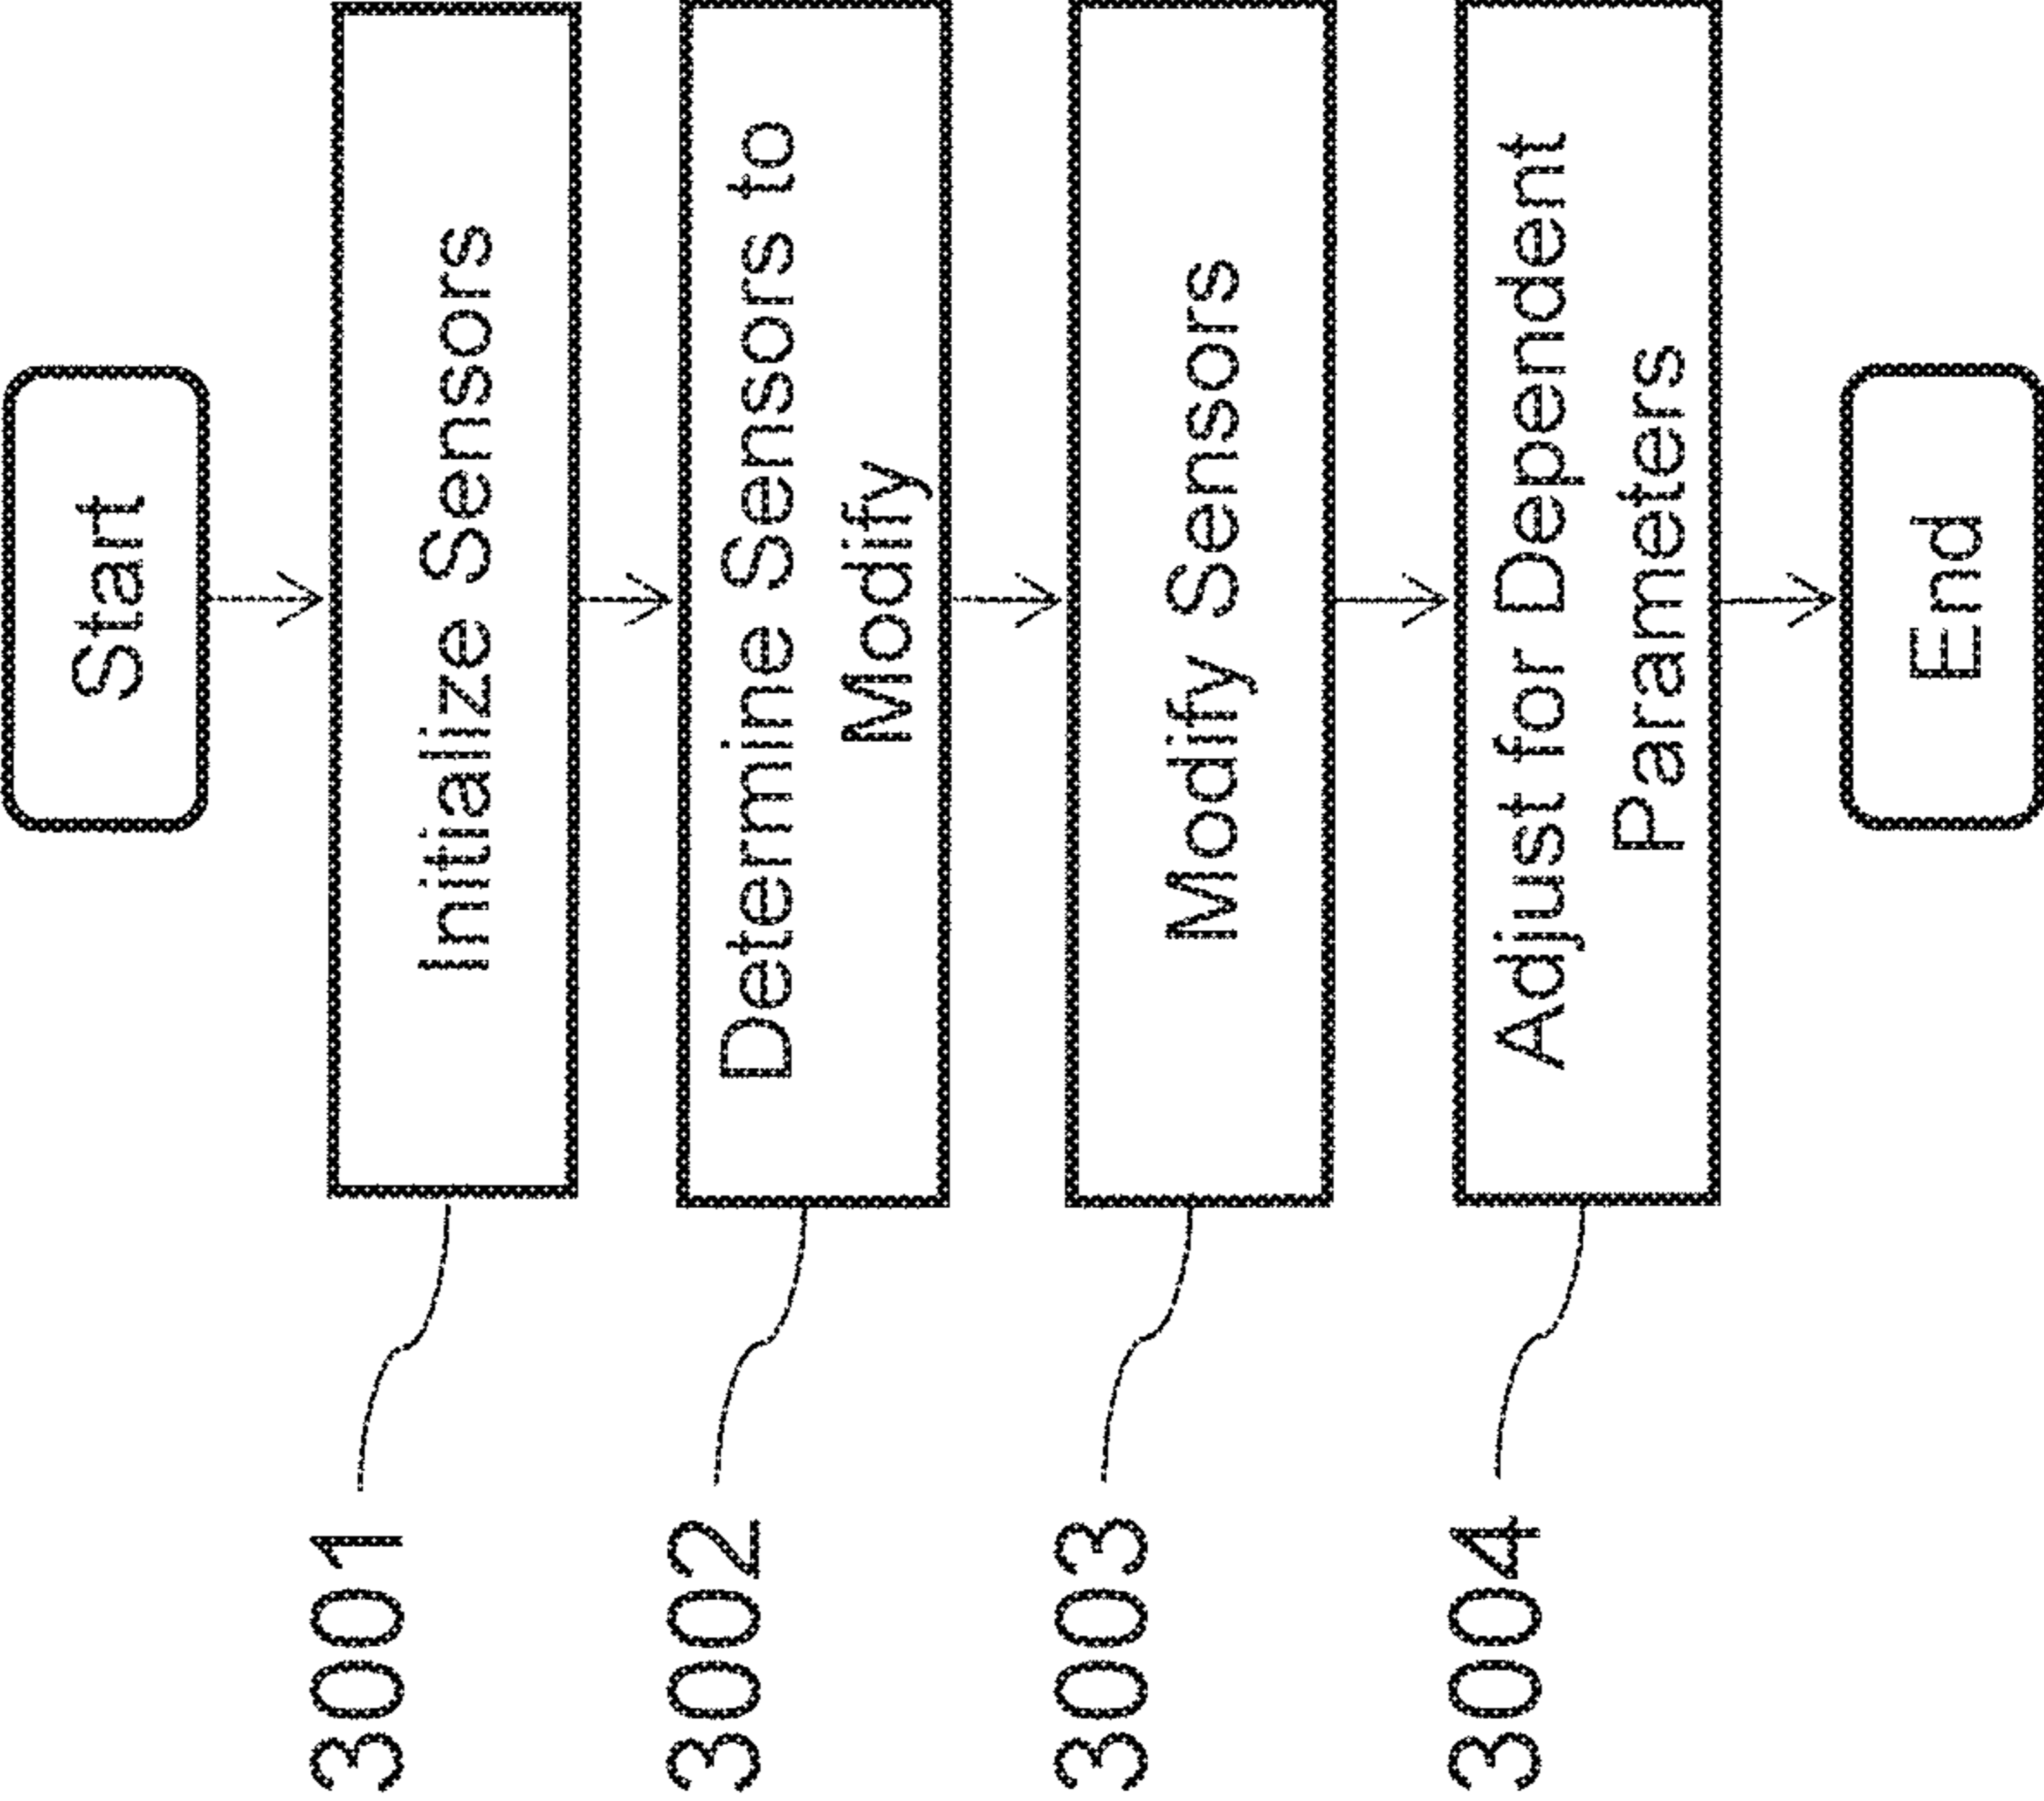 Start
3001
Initialize Sensors
3002
Determine Sensors to
Modify
3003
Modify Sensors
3004
Adjust for Dependent
Parameters
End